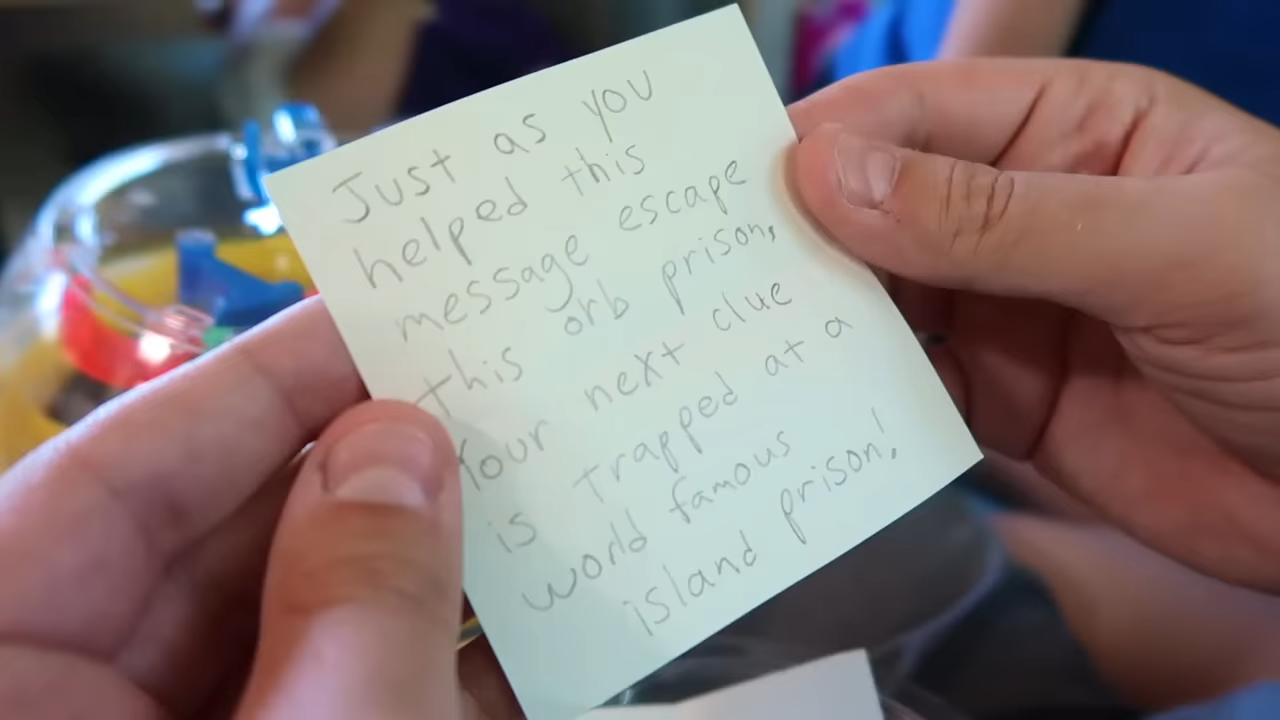 Just as you
helped this
message escape
this orb prison,
Your next clue
is trapped at a
world famous
island prison!